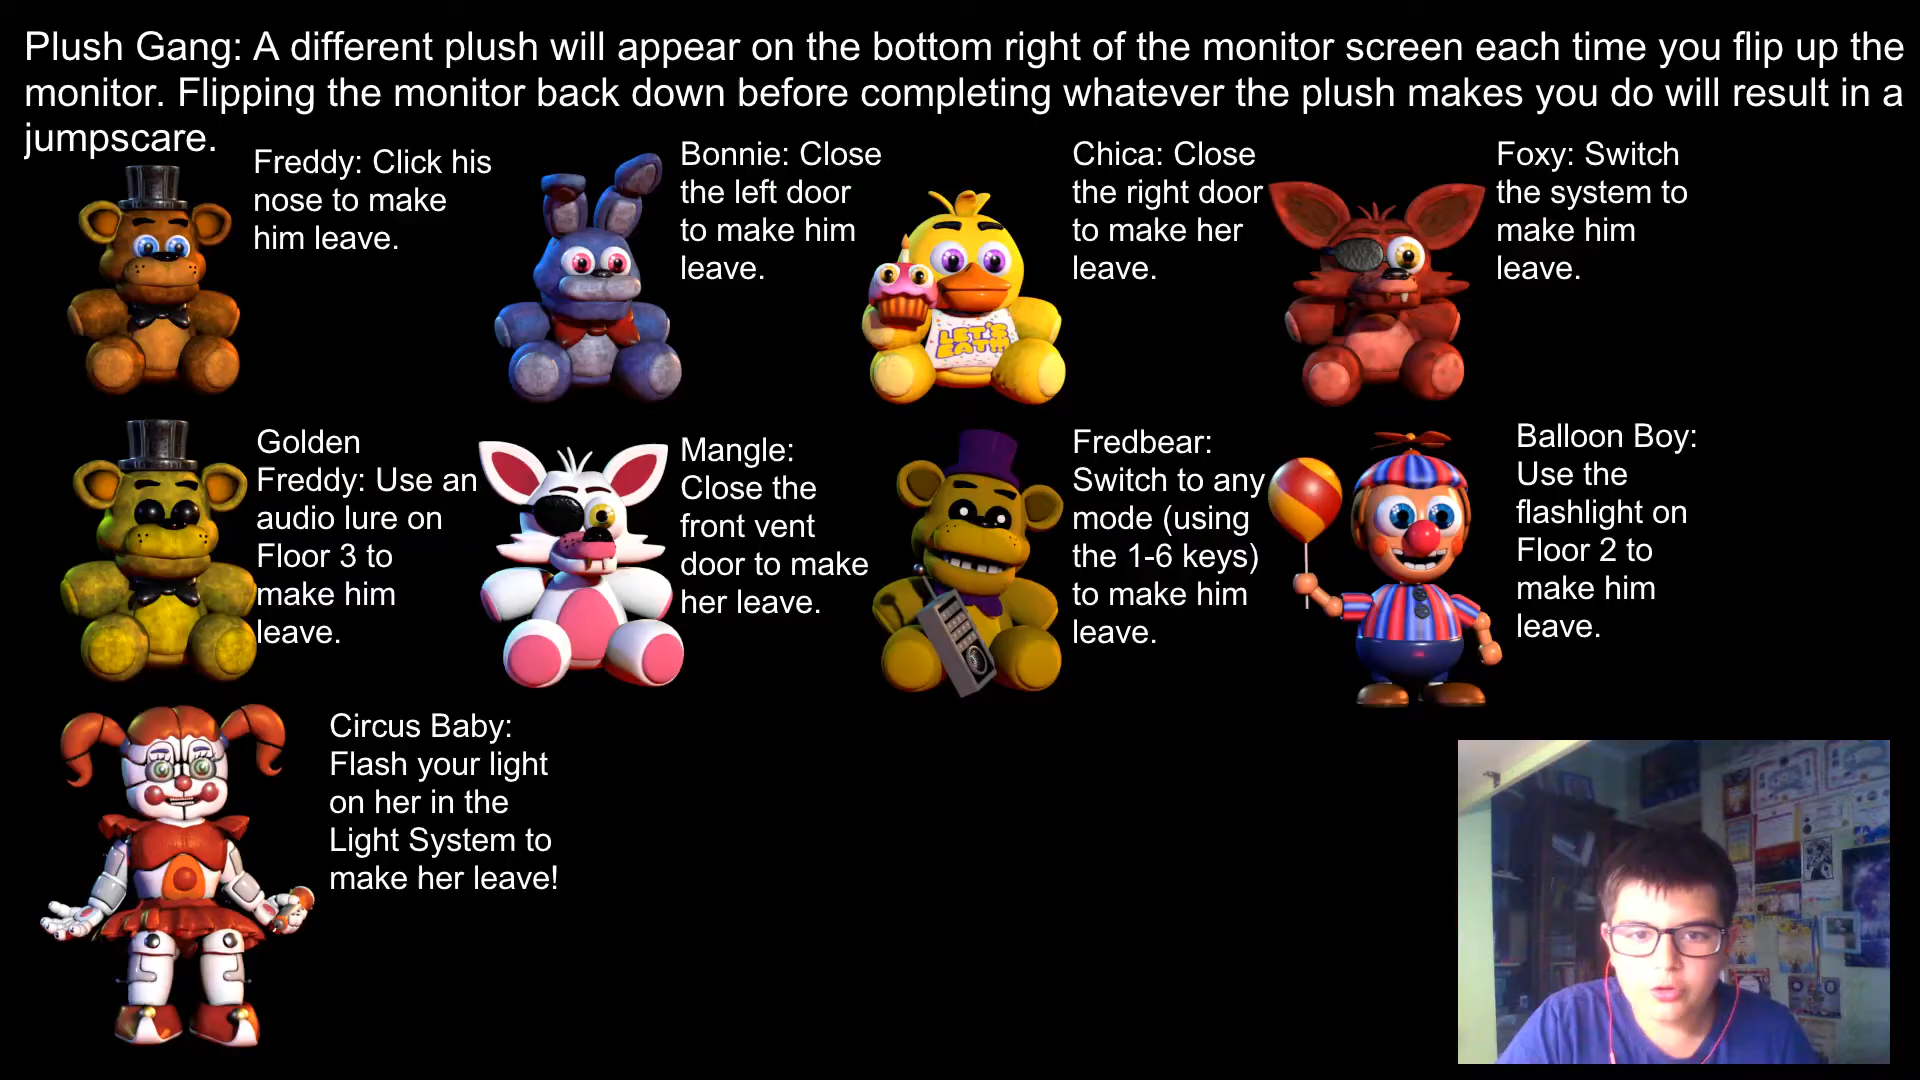 Plush Gang: A different plush will appear on the bottom right of the monitor screen each time you flip up the
monitor. Flipping the monitor back down before completing whatever the plush makes you do will result in a
jumpscare.
Freddy: Click his
nose to make
him leave.
Bonnie: Close
the left door
to make him
leave.
Chica: Close
the right door
to make her
leave.
Foxy: Switch
the system to
make him
leave.
LET'S
EAT!!!
Golden
Freddy: Use an
audio lure on
Floor 3 to
make him
leave.
Mangle:
Close the
front vent
door to make
her leave.
Fredbear:
Switch to any
mode (using
the 1-6 keys)
to make him
leave.
Balloon Boy:
Use the
flashlight on
Floor 2 to
make him
leave.
Circus Baby:
Flash your light
on her in the
Light System to
make her leave!